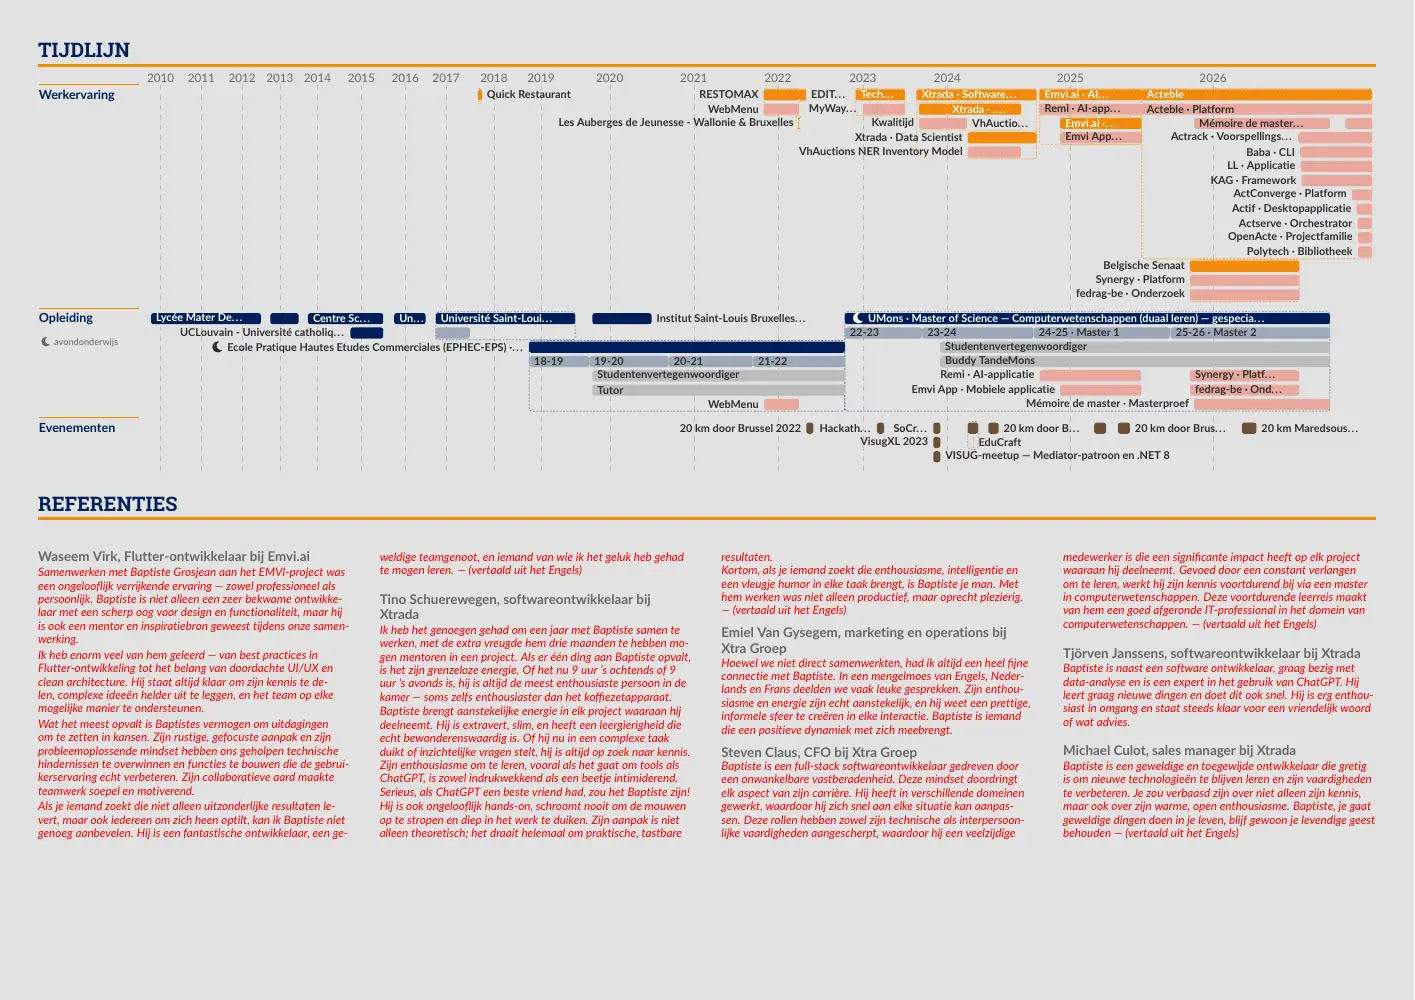 TIJDLIJN
2010 2011 2012 2013 2014 2015 2016 2017 2018 2019 2020 2021 2022 2023 2024 2025 2026
Werkervaring
Quick Restaurant
RESTOMAX
EDIT…
Tech…
Xtrada · Software…
Emvi.ai · AI…
Acteble
WebMenu
MyWay…
Xtrada · …
Remi · AI-app…
Acteble · Platform
Les Auberges de Jeunesse - Wallonie & Bruxelles
Kwalitijd
VhAuctio…
Emvi.ai ·…
Mémoire de master…
Xtrada · Data Scientist
Emvi App…
Actrack · Voorspellings…
VhAuctions NER Inventory Model
Baba · CLI
LL · Applicatie
KAG · Framework
ActConverge · Platform
Actif · Desktopapplicatie
Actserve · Orchestrator
OpenActe · Projectfamilie
Polytech · Bibliotheek
Belgische Senaat
Synergy · Platform
fedrag-be · Onderzoek
Opleiding
Lycée Mater De…
Centre Sc…
Un…
Université Saint-Loui…
Institut Saint-Louis Bruxelles…
UMons · Master of Science — Computerwetenschappen (duaal leren) — gespecia…
UCLouvain - Université catholiq…
22-23 23-24 24-25 · Master 1 25-26 · Master 2
avondonderwijs
Ecole Pratique Hautes Etudes Commerciales (EPHEC-EPS) ·…
Studentenvertegenwoordiger
18-19 19-20 20-21 21-22
Buddy TandeMons
Studentenvertegenwoordiger
Remi · AI-applicatie
Synergy · Platf…
Tutor
Emvi App · Mobiele applicatie
fedrag-be · Ond…
WebMenu
Mémoire de master · Masterproef
Evenementen
20 km door Brussel 2022
Hackath…
SoCr…
20 km door B…
20 km door Brus…
20 km Maredsous…
VisugXL 2023
EduCraft
VISUG-meetup — Mediator-patroon en .NET 8
REFERENTIES
Waseem Virk, Flutter-ontwikkelaar bij Emvi.ai
Samenwerken met Baptiste Grosjean aan het EMVI-project was
een ongelooflijk verrijkende ervaring — zowel professioneel als
persoonlijk. Baptiste is niet alleen een zeer bekwame ontwikke-
laar met een scherp oog voor design en functionaliteit, maar hij
is ook een mentor en inspiratiebron geweest tijdens onze samen-
werking.
Ik heb enorm veel van hem geleerd — van best practices in
Flutter-ontwikkeling tot het belang van doordachte UI/UX en
clean architecture. Hij staat altijd klaar om zijn kennis te de-
len, complexe ideeën helder uit te leggen, en het team op elke
mogelijke manier te ondersteunen.
Wat het meest opvalt is Baptistes vermogen om uitdagingen
om te zetten in kansen. Zijn rustige, gefocuste aanpak en zijn
probleemoplossende mindset hebben ons geholpen technische
hindernissen te overwinnen en functies te bouwen die de gebrui-
kerservaring echt verbeteren. Zijn collaboratieve aard maakte
teamwerk soepel en motiverend.
Als je iemand zoekt die niet alleen uitzonderlijke resultaten le-
vert, maar ook iedereen om zich heen optilt, kan ik Baptiste niet
genoeg aanbevelen. Hij is een fantastische ontwikkelaar, een ge-
weldige teamgenoot, en iemand van wie ik het geluk heb gehad
te mogen leren. — (vertaald uit het Engels)
Tino Schuerewegen, softwareontwikkelaar bij
Xtrada
Ik heb het genoegen gehad om een jaar met Baptiste samen te
werken, met de extra vreugde hem drie maanden te hebben mo-
gen mentoren in een project. Als er één ding aan Baptiste opvalt,
is het zijn grenzeloze energie. Of het nu 9 uur 's ochtends of 9
uur 's avonds is, hij is altijd de meest enthousiaste persoon in de
kamer — soms zelfs enthousiaster dan het koffiezetapparaat.
Baptiste brengt aanstekelijke energie in elk project waaraan hij
deelneemt. Hij is extravert, slim, en heeft een leergierigheid die
echt bewonderenswaardig is. Of hij nu in een complexe taak
duikt of inzichtelijke vragen stelt, hij is altijd op zoek naar kennis.
Zijn enthousiasme om te leren, vooral als het gaat om tools als
ChatGPT, is zowel indrukwekkend als een beetje intimiderend.
Serieus, als ChatGPT een beste vriend had, zou het Baptiste zijn!
Hij is ook ongelooflijk hands-on, schroomt nooit om de mouwen
op te stropen en diep in het werk te duiken. Zijn aanpak is niet
alleen theoretisch; het draait helemaal om praktische, tastbare
resultaten.
Kortom, als je iemand zoekt die enthousiasme, intelligentie en
een vleugje humor in elke taak brengt, is Baptiste je man. Met
hem werken was niet alleen productief, maar oprecht plezierig.
— (vertaald uit het Engels)
Emiel Van Gysegem, marketing en operations bij
Xtra Groep
Hoewel we niet direct samenwerkten, had ik altijd een heel fijne
connectie met Baptiste. In een mengelmoes van Engels, Neder-
lands en Frans deelden we vaak leuke gesprekken. Zijn enthou-
siasme en energie zijn echt aanstekelijk, en hij weet een prettige,
informele sfeer te creëren in elke interactie. Baptiste is iemand
die een positieve dynamiek met zich meebrengt.
Steven Claus, CFO bij Xtra Groep
Baptiste is een full-stack softwareontwikkelaar gedreven door
een onwankelbare vastberadenheid. Deze mindset doordringt
elk aspect van zijn carrière. Hij heeft in verschillende domeinen
gewerkt, waardoor hij zich snel aan elke situatie kan aanpas-
sen. Deze rollen hebben zowel zijn technische als interpersoon-
lijke vaardigheden aangescherpt, waardoor hij een veelzijdige
medewerker is die een significante impact heeft op elk project
waaraan hij deelneemt. Gevoed door een constant verlangen
om te leren, werkt hij zijn kennis voortdurend bij via een master
in computerwetenschappen. Deze voortdurende leerreis maakt
van hem een goed afgeronde IT-professional in het domein van
computerwetenschappen. — (vertaald uit het Engels)
Tjörven Janssens, softwareontwikkelaar bij Xtrada
Baptiste is naast een software ontwikkelaar, graag bezig met
data-analyse en is een expert in het gebruik van ChatGPT. Hij
leert graag nieuwe dingen en doet dit ook snel. Hij is erg enthou-
siast in omgang en staat steeds klaar voor een vriendelijk woord
of wat advies.
Michael Culot, sales manager bij Xtrada
Baptiste is een geweldige en toegewijde ontwikkelaar die gretig
is om nieuwe technologieën te blijven leren en zijn vaardigheden
te verbeteren. Je zou verbaasd zijn over niet alleen zijn kennis,
maar ook over zijn warme, open enthousiasme. Baptiste, je gaat
geweldige dingen doen in je leven, blijf gewoon je levendige geest
behouden — (vertaald uit het Engels)